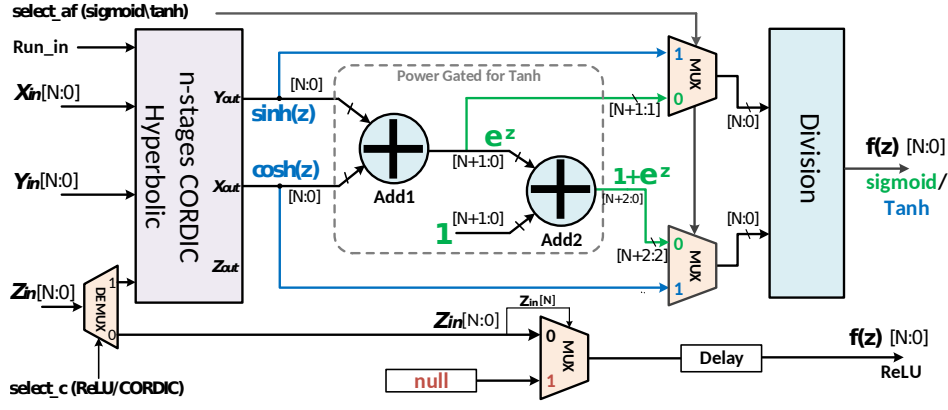 select_af (sigmoid\tanh)
Run_in
Xin[N:0]
Yin[N:0]
Zin[N:0]
n-stages CORDIC
Hyperbolic
Yout
Xout
Zout
sinh(z)
cosh(z)
[N:0]
[N:0]
Power Gated for Tanh
Add1
e^z
[N+1:0]
[N+1:0]
1
Add2
1+e^z
[N+2:0]
[N+1:1]
[N+2:2]
1
MUX
0
[N:0]
0
MUX
1
[N:0]
Division
f(z) [N:0]
sigmoid/
Tanh
DEMUX
1
0
select_c (ReLU/CORDIC)
Zin[N:0]
Zin[N]
null
0
MUX
1
Delay
f(z) [N:0]
ReLU